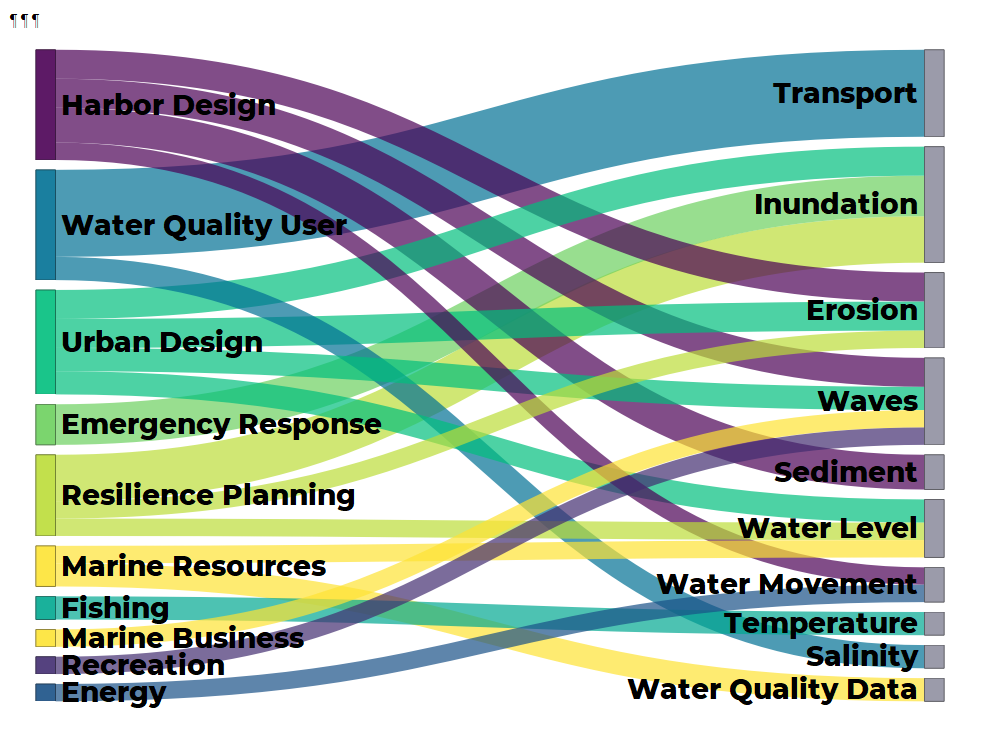 ¶ ¶ ¶
Harbor Design
Water Quality User
Urban Design
Emergency Response
Resilience Planning
Marine Resources
Fishing
Marine Business
Recreation
Energy
Transport
Inundation
Erosion
Waves
Sediment
Water Level
Water Movement
Temperature
Salinity
Water Quality Data